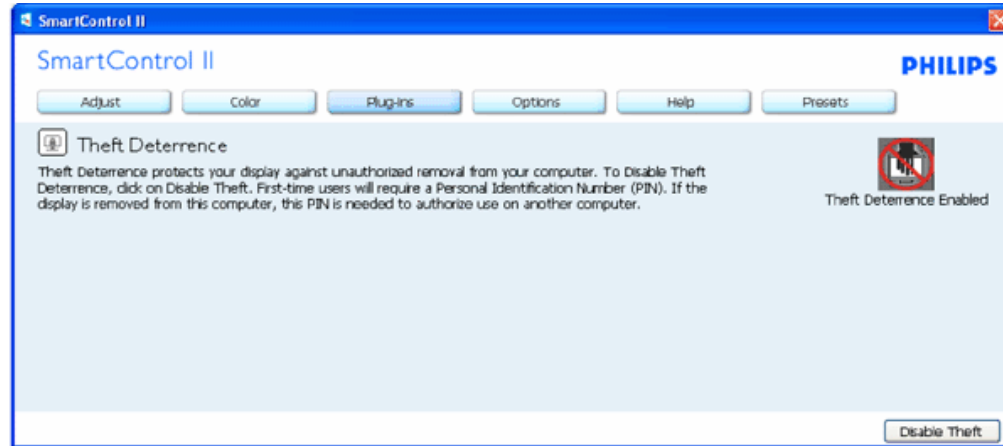 SmartControl II
SmartControl II
PHILIPS
Adjust Color Plug-Ins Options Help Presets
Theft Deterrence
Theft Deterrence protects your display against unauthorized removal from your computer. To Disable Theft
Deterrence, click on Disable Theft. First-time users will require a Personal Identification Number (PIN). If the
display is removed from this computer, this PIN is needed to authorize use on another computer.
Theft Deterrence Enabled
Disable Theft